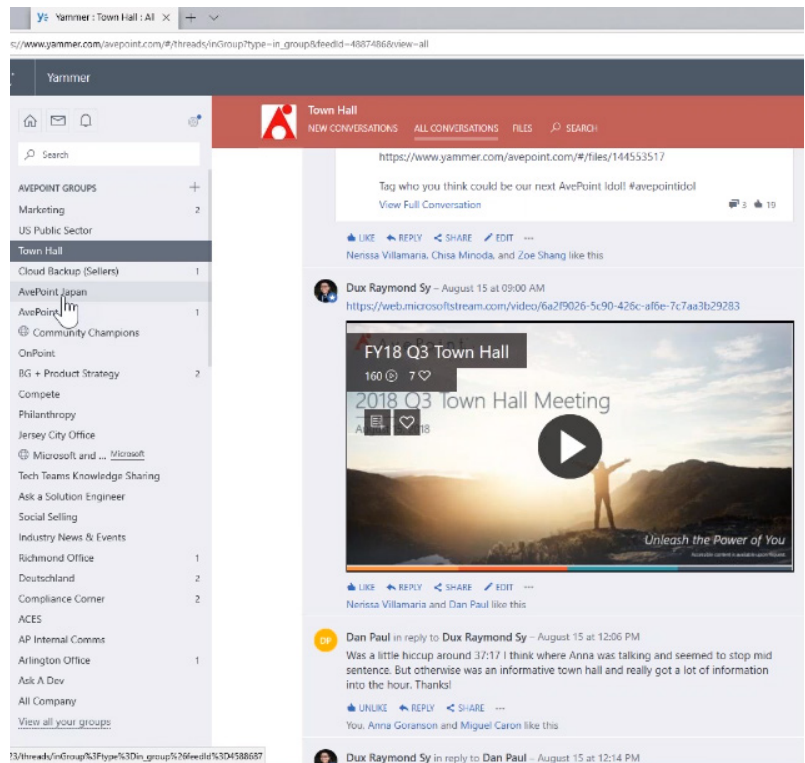 Yammer : Town Hall : All
s://www.yammer.com/avepoint.com/#/threads/inGroup?type=in_group&feedId=4887486&view=all
Yammer
Search
AVEPOINT GROUPS
Marketing 2
US Public Sector
Town Hall
Cloud Backup (Sellers) 1
AvePoint Japan
AvePoint 1
Community Champions
OnPoint
BG + Product Strategy 2
Compete
Philanthropy
Jersey City Office
Microsoft and ... Microsoft
Tech Teams Knowledge Sharing
Ask a Solution Engineer
Social Selling
Industry News & Events
Richmond Office 1
Deutschland 2
Compliance Corner 2
ACES
AP Internal Comms
Arlington Office 1
Ask A Dev
All Company
View all your groups
23/threads/inGroup%3Ftype%3Din_group%26feedId%3D4588687
Town Hall
NEW CONVERSATIONS ALL CONVERSATIONS FILES SEARCH
https://www.yammer.com/avepoint.com/#/files/144553517
Tag who you think could be our next AvePoint Idol! #avepointidol
View Full Conversation 3 19
LIKE REPLY SHARE EDIT ...
Nerissa Villamaria, Chisa Minoda, and Zoe Shang like this
Dux Raymond Sy – August 15 at 09:00 AM
https://web.microsoftstream.com/video/6a2f9026-5c90-426c-af6e-7c7aa3b29283
FY18 Q3 Town Hall
160 7
2018 Q3 Town Hall Meeting
2018
Unleash the Power of You
LIKE REPLY SHARE EDIT ...
Nerissa Villamaria and Dan Paul like this
DP
Dan Paul in reply to Dux Raymond Sy – August 15 at 12:06 PM
Was a little hiccup around 37:17 I think where Anna was talking and seemed to stop mid
sentence. But otherwise was an informative town hall and really got a lot of information
into the hour. Thanks!
UNLIKE REPLY SHARE ...
You, Anna Goranson and Miguel Caron like this
Dux Raymond Sy in reply to Dan Paul – August 15 at 12:14 PM